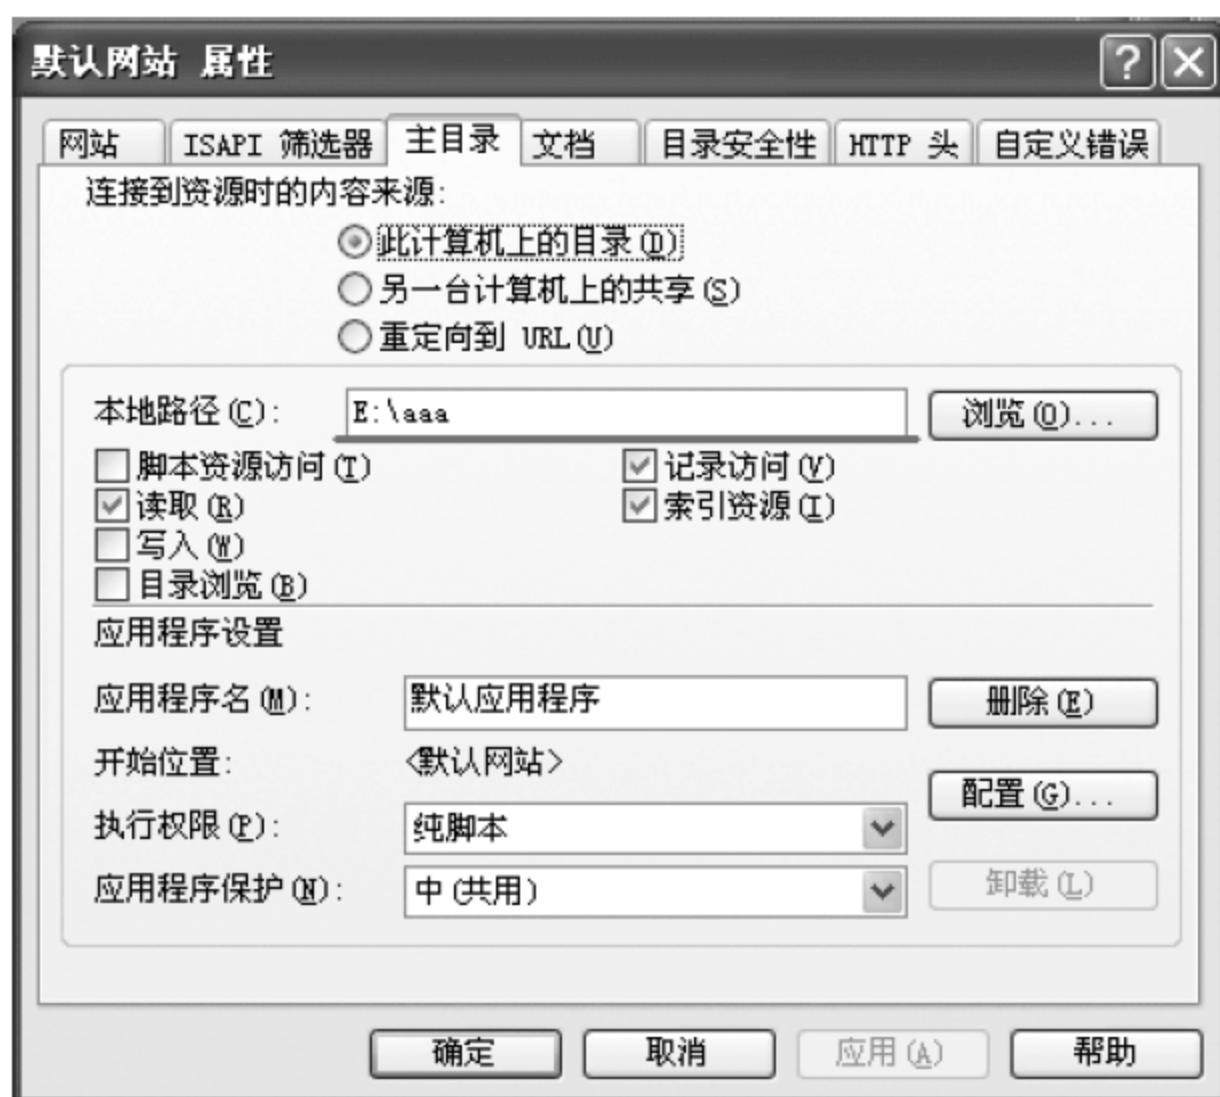 默认网站 属性
网站 ISAPI 筛选器 主目录 文档 目录安全性 HTTP 头 自定义错误
连接到资源时的内容来源:
此计算机上的目录(D)
另一台计算机上的共享(S)
重定向到 URL(U)
本地路径(C): E:\aaa 浏览(O)...
脚本资源访问(T) 记录访问(V)
读取(R) 索引资源(I)
写入(W)
目录浏览(B)
应用程序设置
应用程序名(M): 默认应用程序 删除(E)
开始位置: <默认网站>
配置(G)...
执行权限(P): 纯脚本
应用程序保护(N): 中(共用) 卸载(L)
确定 取消 应用(A) 帮助